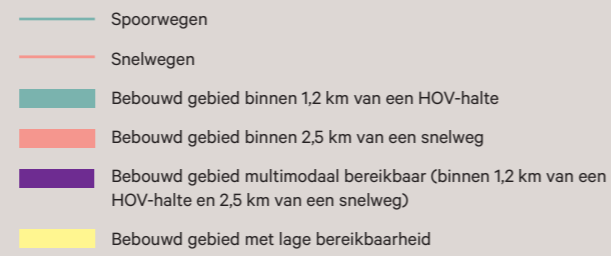 Spoorwegen
Snelwegen
Bebouwd gebied binnen 1,2 km van een HOV-halte
Bebouwd gebied binnen 2,5 km van een snelweg
Bebouwd gebied multimodaal bereikbaar (binnen 1,2 km van een
HOV-halte en 2,5 km van een snelweg)
Bebouwd gebied met lage bereikbaarheid